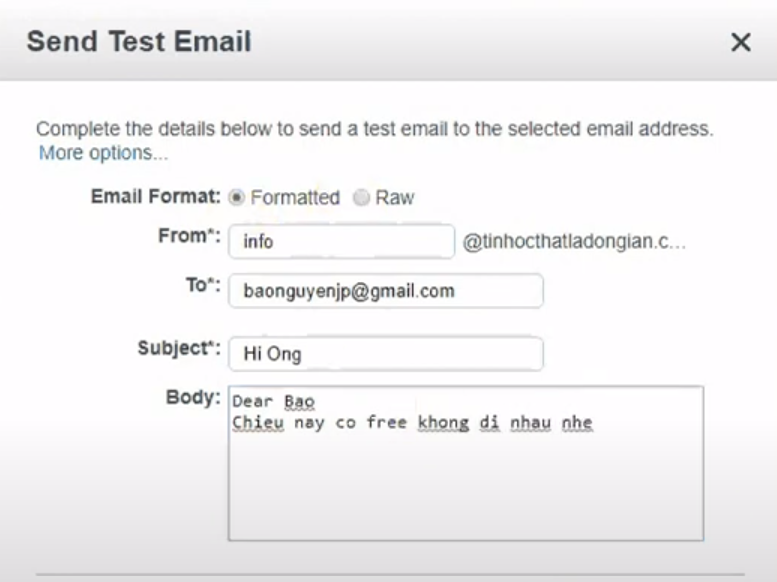 Send Test Email
Complete the details below to send a test email to the selected email address.
More options...
Email Format: Formatted Raw
From*: info @tinhocthatladongian.c...
To*: baonguyenjp@gmail.com
Subject*: Hi Ong
Body: Dear Bao
Chieu nay co free khong di nhau nhe